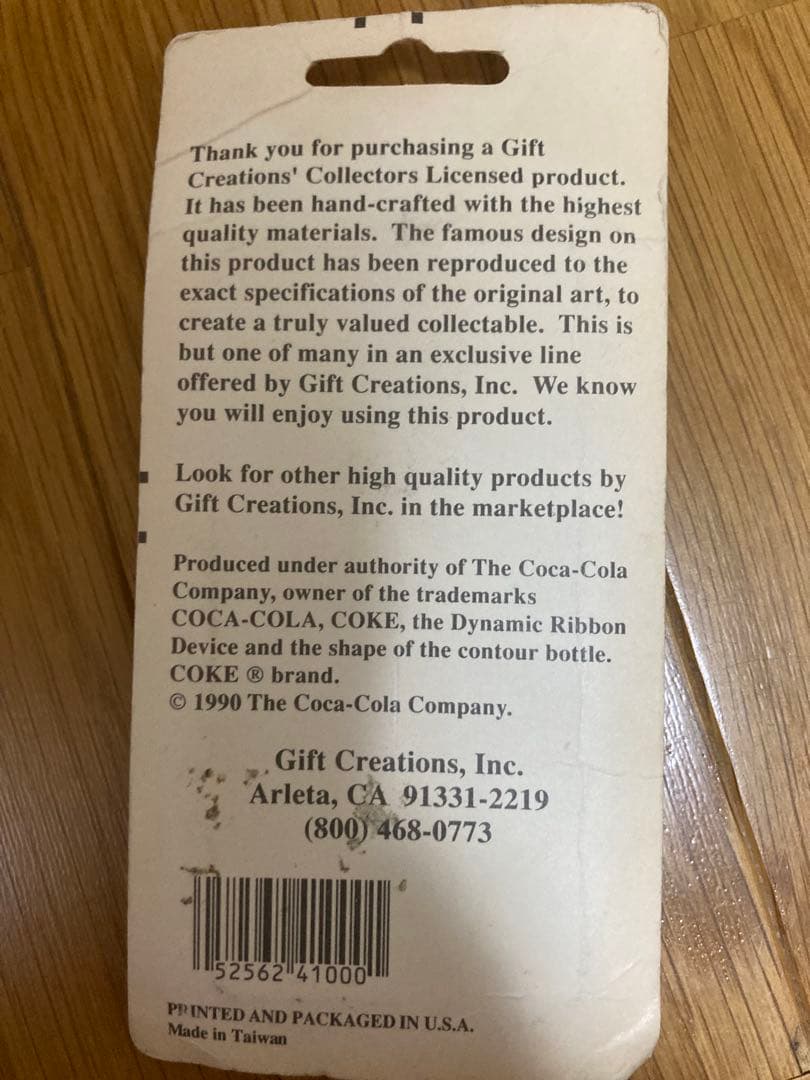 Thank you for purchasing a Gift
Creations' Collectors Licensed product.
It has been hand-crafted with the highest
quality materials. The famous design on
this product has been reproduced to the
exact specifications of the original art, to
create a truly valued collectable. This is
but one of many in an exclusive line
offered by Gift Creations, Inc. We know
you will enjoy using this product.
Look for other high quality products by
Gift Creations, Inc. in the marketplace!
Produced under authority of The Coca-Cola
Company, owner of the trademarks
COCA-COLA, COKE, the Dynamic Ribbon
Device and the shape of the contour bottle.
COKE ® brand.
© 1990 The Coca-Cola Company.
Gift Creations, Inc.
Arleta, CA 91331-2219
(800) 468-0773
52562 41000
PRINTED AND PACKAGED IN U.S.A.
Made in Taiwan